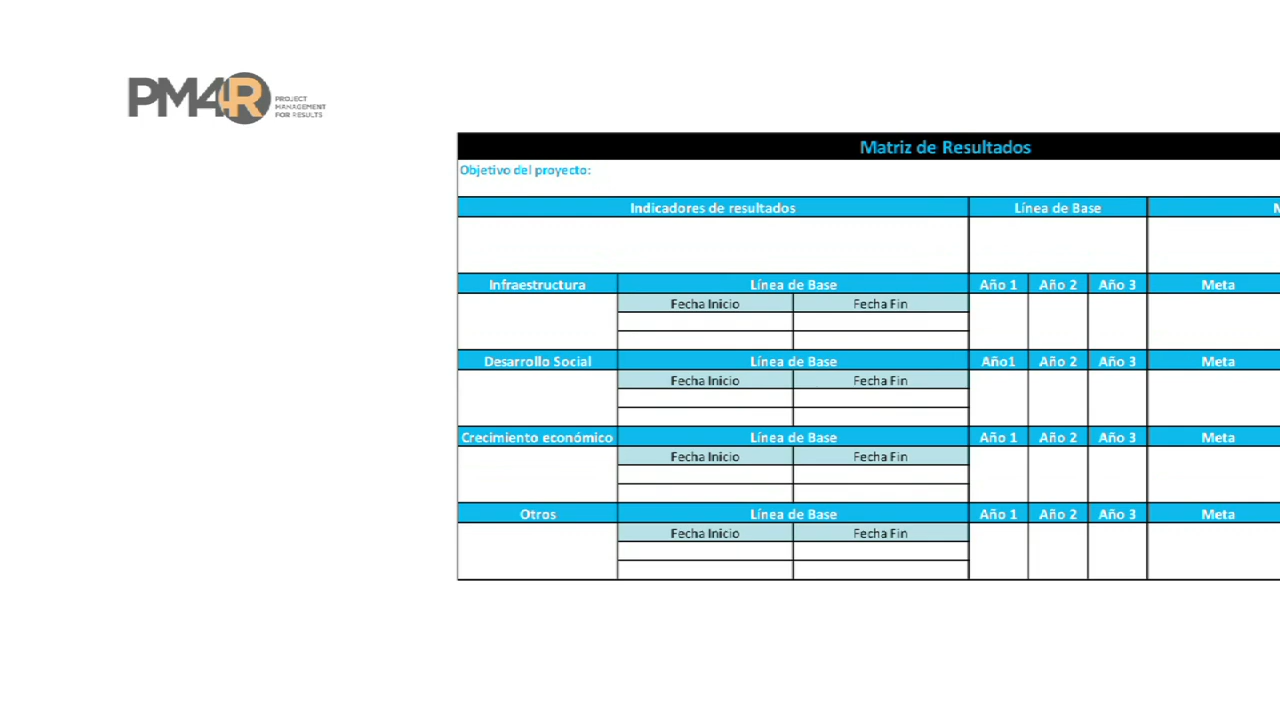 PM4R
PROJECT
MANAGEMENT
FOR RESULTS
Matriz de Resultados
Objetivo del proyecto:
Indicadores de resultados Línea de Base
Infraestructura Línea de Base Año 1 Año 2 Año 3 Meta
Fecha Inicio Fecha Fin
Desarrollo Social Línea de Base Año1 Año 2 Año 3 Meta
Fecha Inicio Fecha Fin
Crecimiento económico Línea de Base Año 1 Año 2 Año 3 Meta
Fecha Inicio Fecha Fin
Otros Línea de Base Año 1 Año 2 Año 3 Meta
Fecha Inicio Fecha Fin